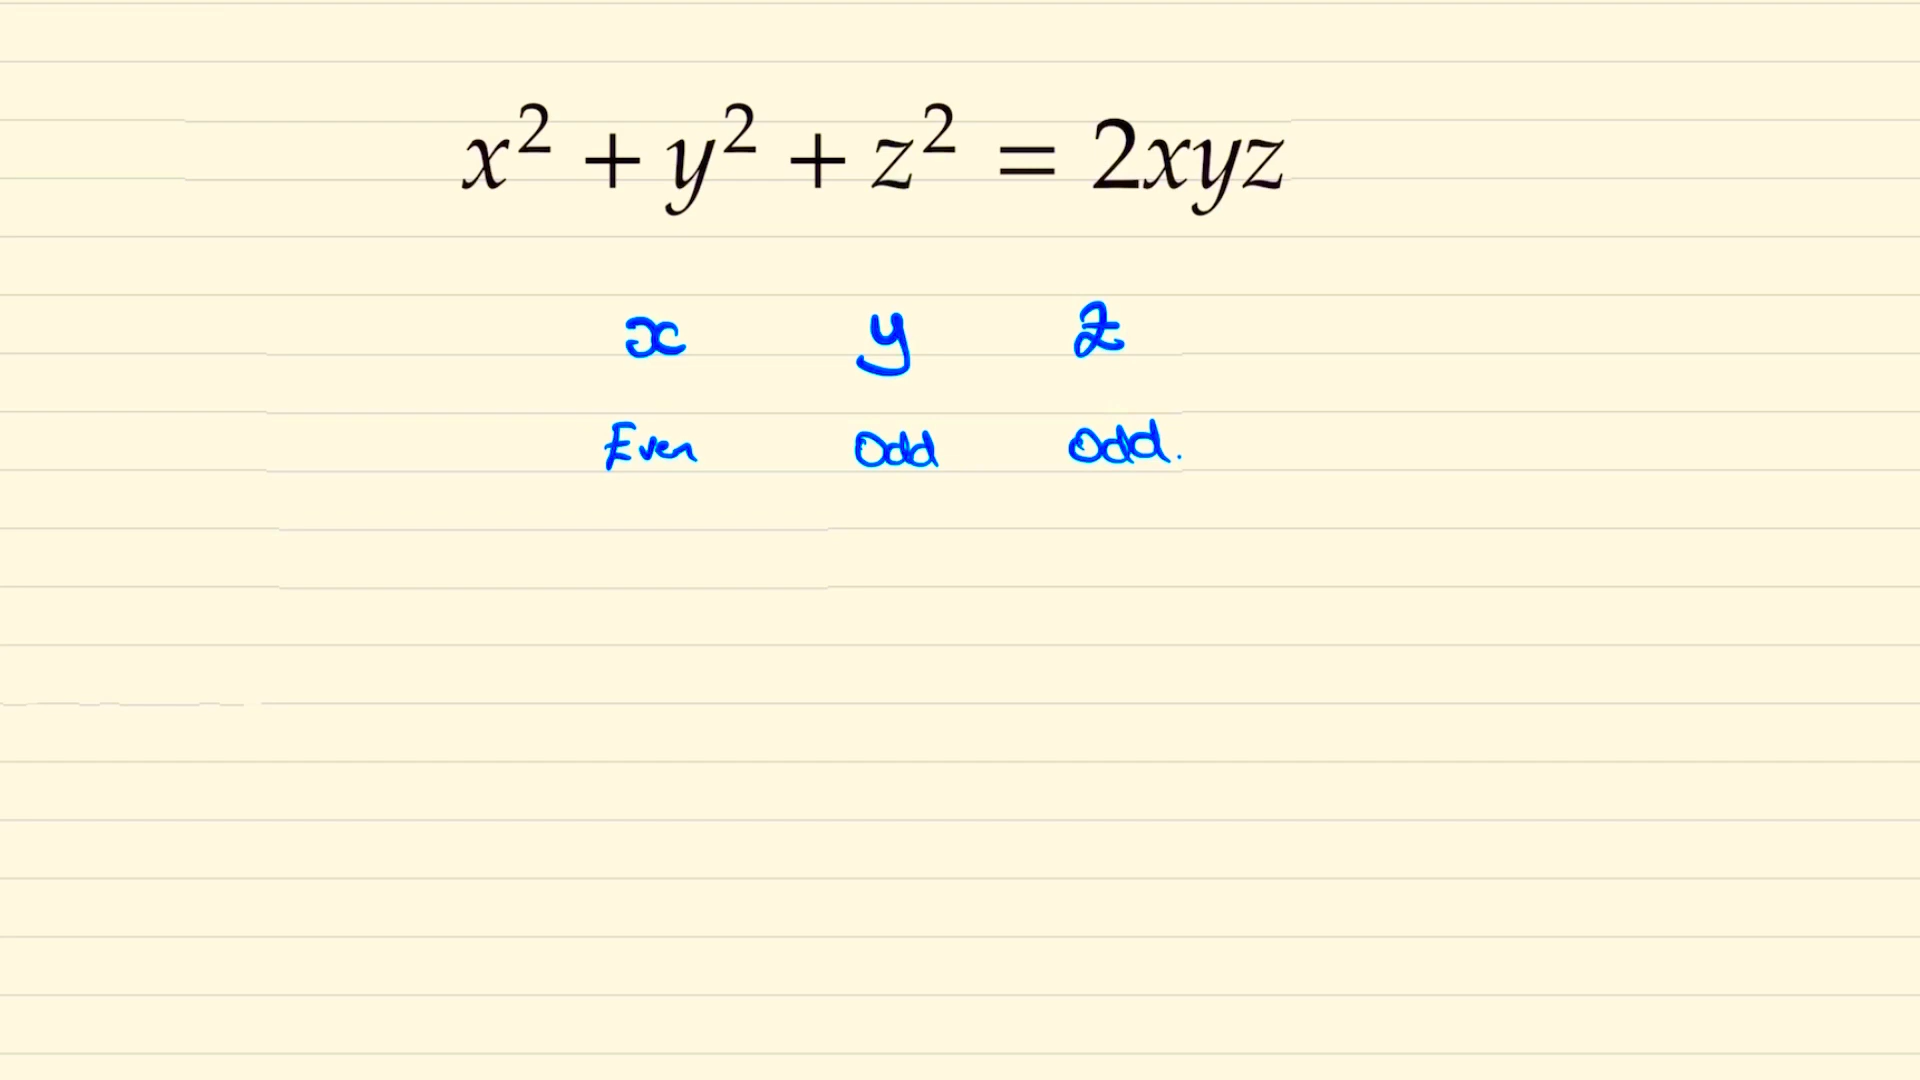 x² + y² + z² = 2xyz
x y z
Even Odd Odd.